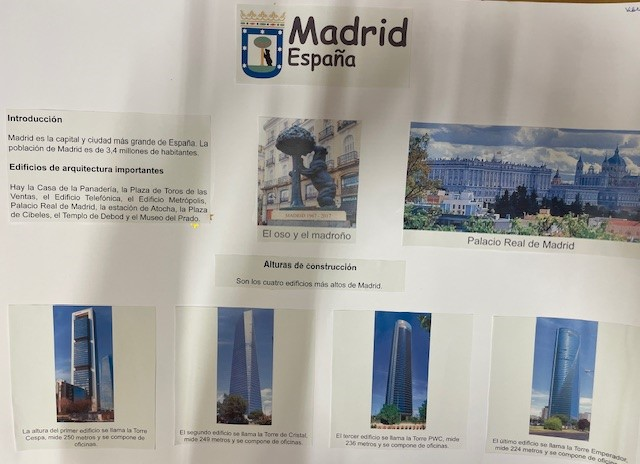 Madrid
España
Introducción
Madrid es la capital y ciudad más grande de España. La
población de Madrid es de 3,4 millones de habitantes.
Edificios de arquitectura importantes
Hay la Casa de la Panadería, la Plaza de Toros de las
Ventas, el Edificio Telefónica, el Edificio Metrópolis,
Palacio Real de Madrid, la estación de Atocha, la Plaza
de Cibeles, el Templo de Debod y el Museo del Prado.
El oso y el madroño
Palacio Real de Madrid
Alturas de construcción
Son los cuatro edificios más altos de Madrid.
La altura del primer edificio se llama la Torre
Cespa, mide 250 metros y se compone de
oficinas.
El segundo edificio se llama la Torre de Cristal,
mide 249 metros y se compone de oficinas.
El tercer edificio se llama la Torre PWC, mide
236 metros y se compone de oficinas.
El último edificio se llama la Torre Emperador,
mide 224 metros y se compone de oficinas